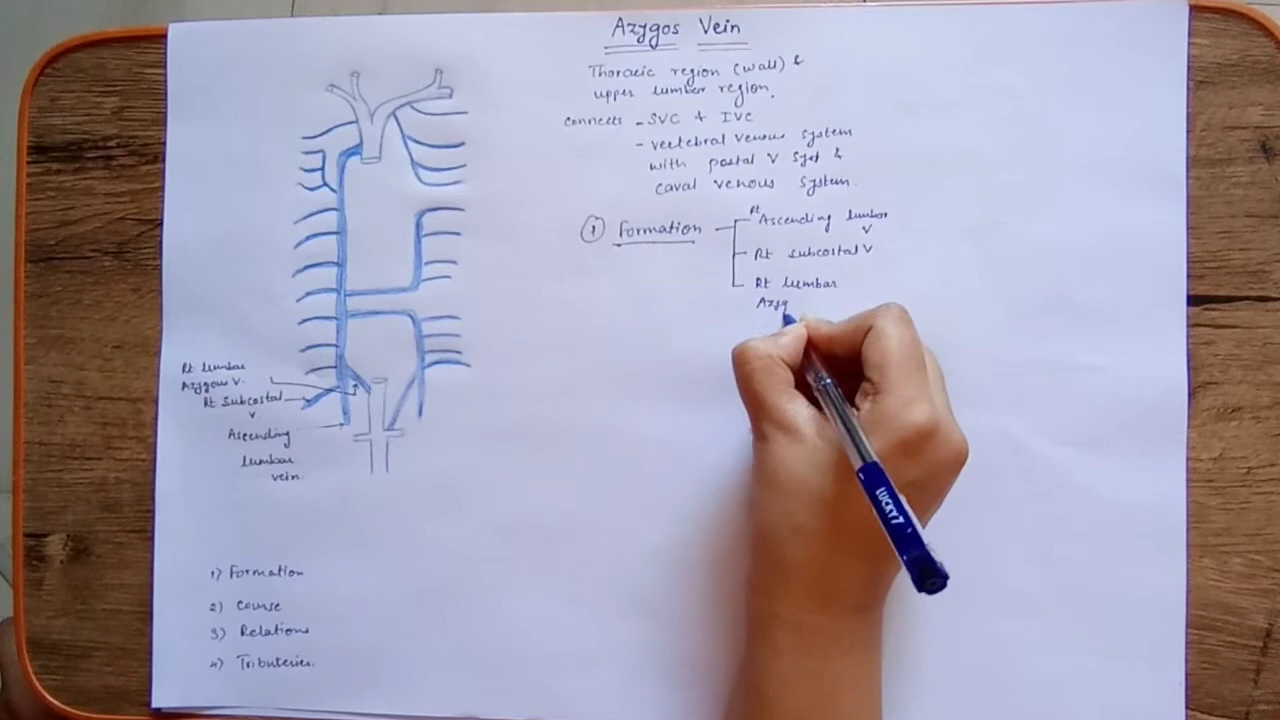 Azygos Vein
Thoracic region (wall) &
upper lumbar region.
connects - SVC & IVC
- vertebral venous system
with portal V syst &
caval venous system.
① Formation
Rt Ascending lumbar
V
Rt subcostal V
Rt lumbar
Azyg
Rt lumbar
Azygous V.
Rt Subcostal
V.
Ascending
lumbar
vein.
1) Formation
2) Course
3) Relations
4) Tributeries.
LUCKY7